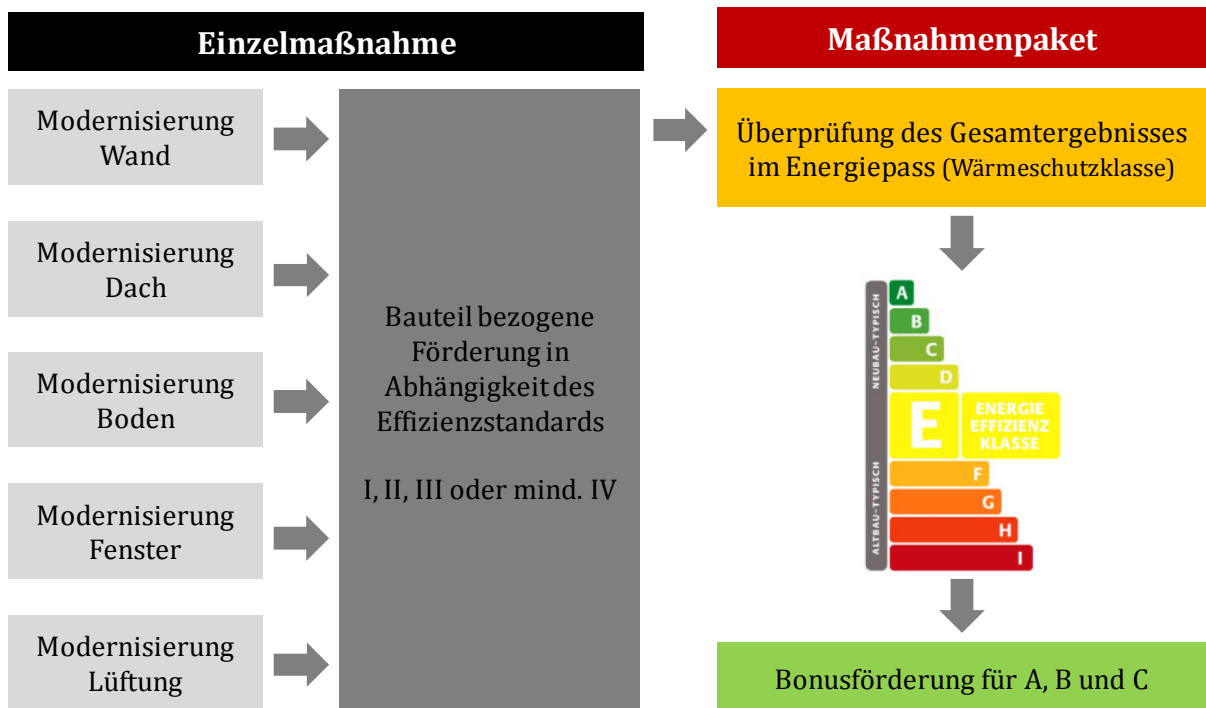 Einzelmaßnahme
Modernisierung
Wand
Modernisierung
Dach
Modernisierung
Boden
Modernisierung
Fenster
Modernisierung
Lüftung
Bauteil bezogene
Förderung in
Abhängigkeit des
Effizienzstandards
I, II, III oder mind. IV
Maßnahmenpaket
Überprüfung des Gesamtergebnisses
im Energiepass (Wärmeschutzklasse)
NEUBAU-TYPISCH
ALTBAU-TYPISCH
A
B
C
D
E
ENERGIE
EFFIZIENZ
KLASSE
F
G
H
I
Bonusförderung für A, B und C